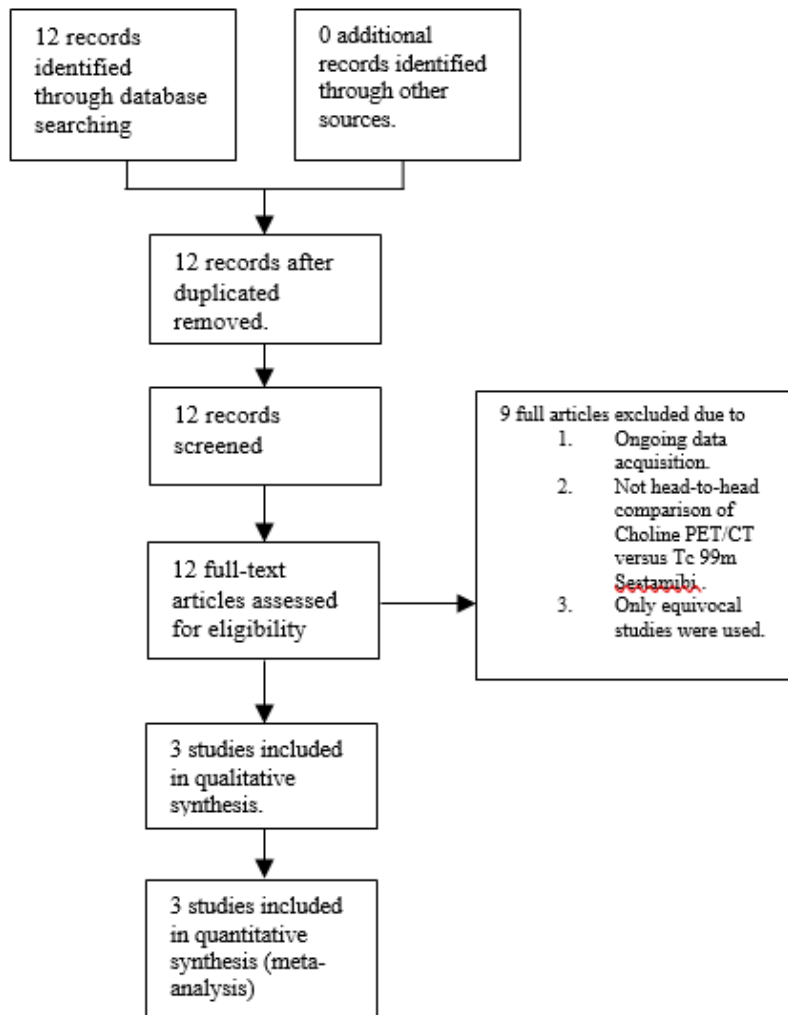 12 records
identified
through database
searching
0 additional
records identified
through other
sources.
12 records after
duplicated
removed.
12 records
screened
9 full articles excluded due to
1. Ongoing data
acquisition.
2. Not head-to-head
comparison of
Choline PET/CT
versus Tc 99m
Sestamibi.
3. Only equivocal
studies were used.
12 full-text
articles assessed
for eligibility
3 studies included
in qualitative
synthesis.
3 studies included
in quantitative
synthesis (meta-
analysis)